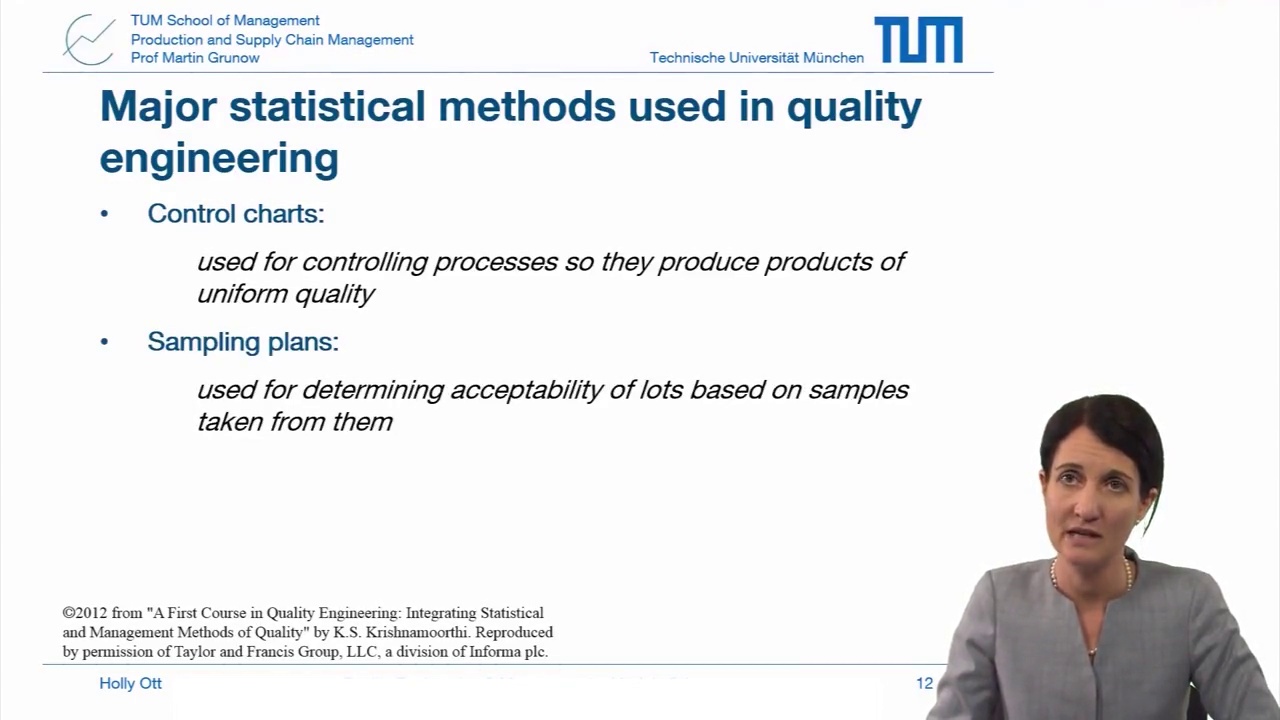 TUM School of Management
Production and Supply Chain Management
Prof Martin Grunow
Technische Universität München
TUM
Major statistical methods used in quality
engineering
• Control charts:
used for controlling processes so they produce products of
uniform quality
• Sampling plans:
used for determining acceptability of lots based on samples
taken from them
©2012 from "A First Course in Quality Engineering: Integrating Statistical
and Management Methods of Quality" by K.S. Krishnamoorthi. Reproduced
by permission of Taylor and Francis Group, LLC, a division of Informa plc.
Holly Ott
12